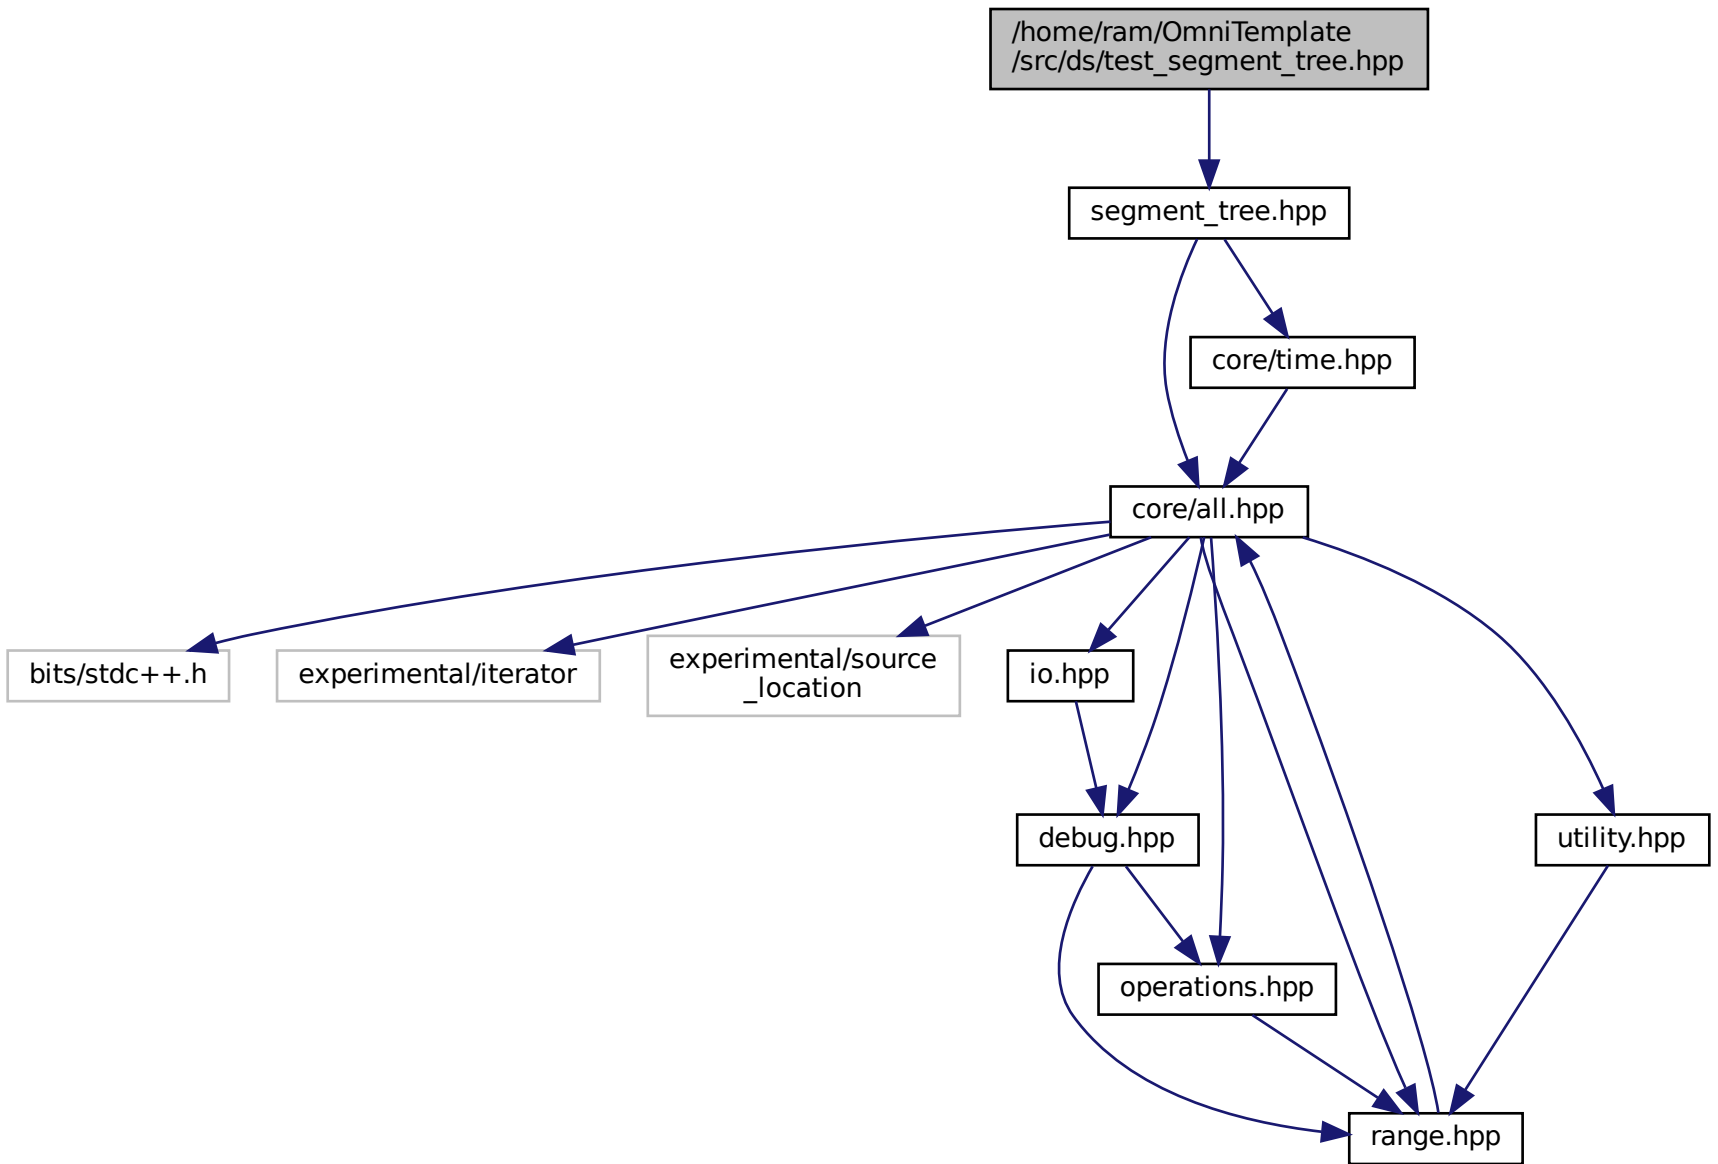 /home/ram/OmniTemplate
/src/ds/test_segment_tree.hpp
segment_tree.hpp
core/time.hpp
core/all.hpp
bits/stdc++.h
experimental/iterator
experimental/source
_location
io.hpp
debug.hpp
utility.hpp
operations.hpp
range.hpp